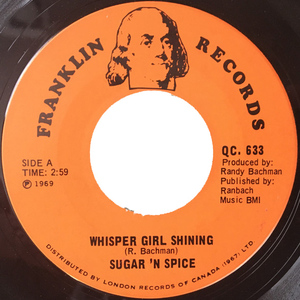 FRANKLIN RECORDS
SIDE A
TIME: 2:59
℗ 1969
QC. 633
Produced by:
Randy Bachman
Published by:
Ranbach
Music BMI
WHISPER GIRL SHINING
(R. Bachman)
SUGAR 'N SPICE
DISTRIBUTED BY LONDON RECORDS OF CANADA (1967) LTD.